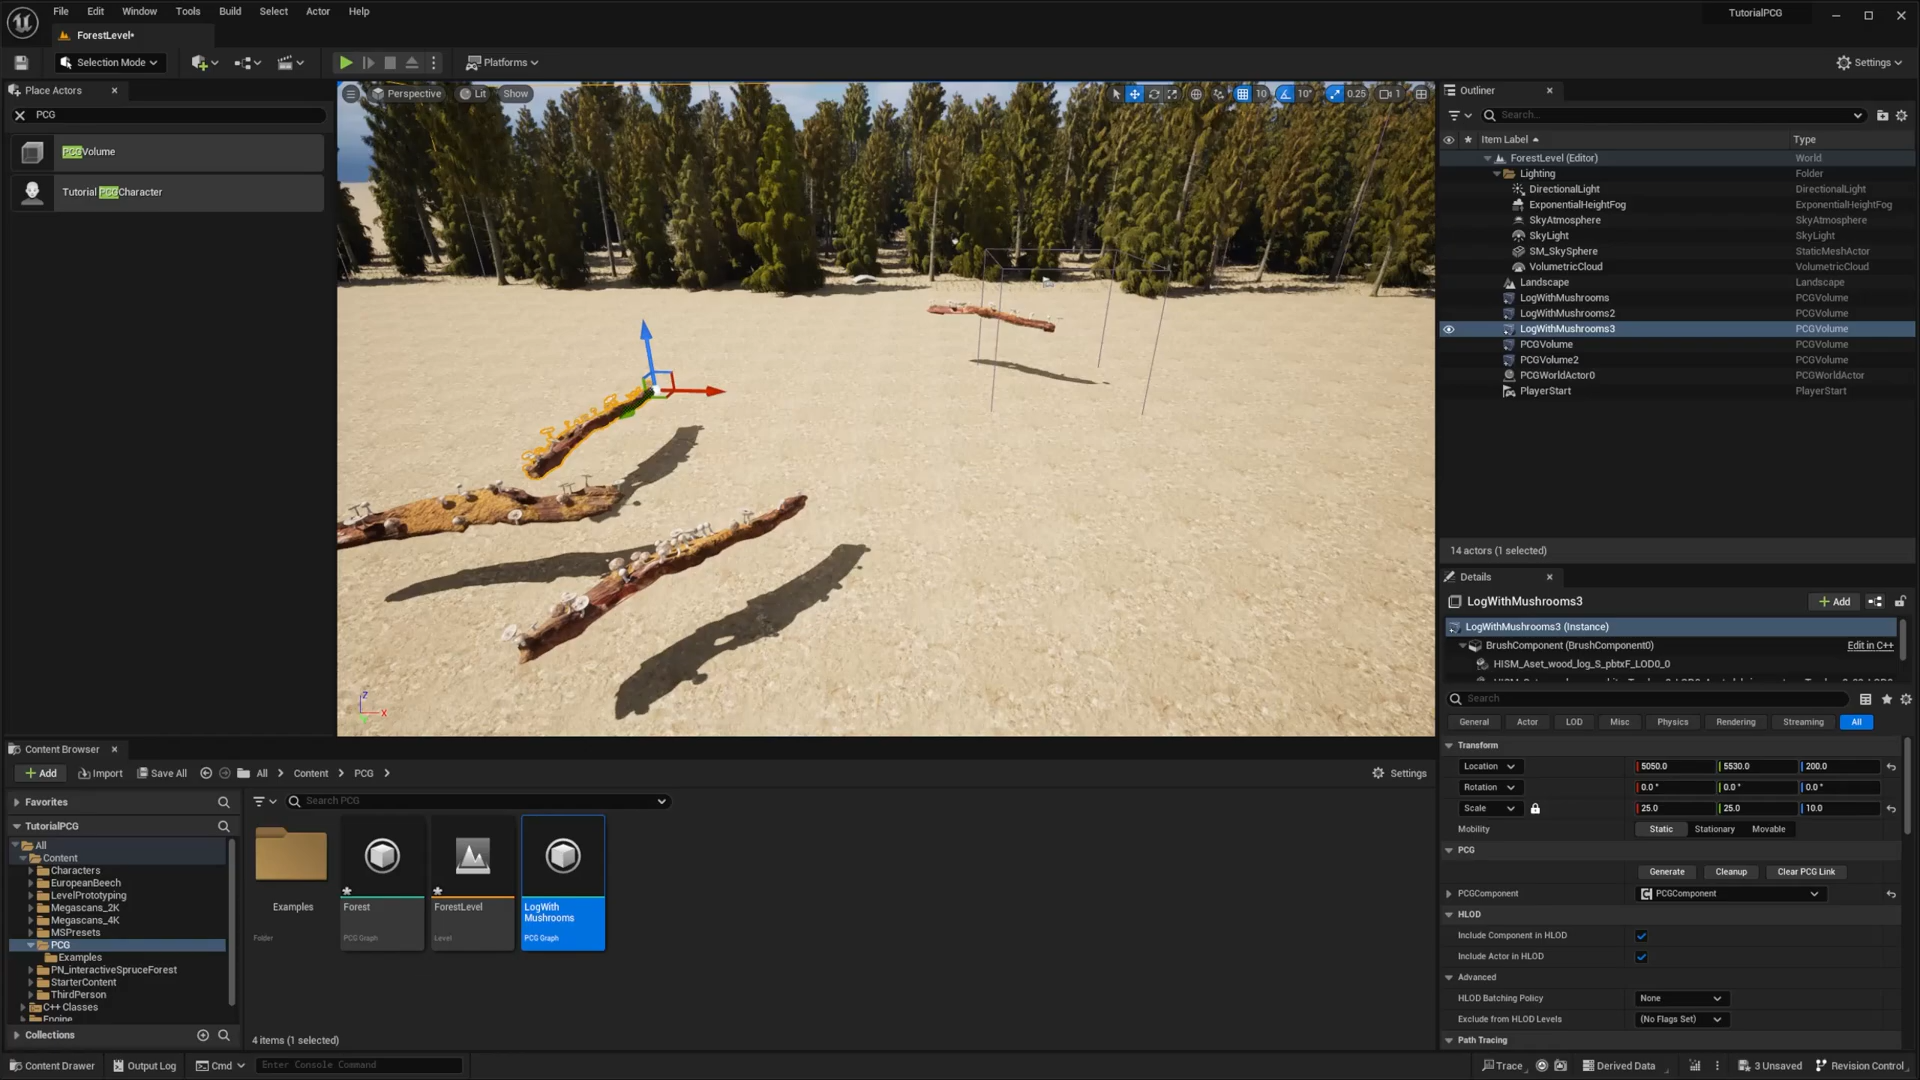 File Edit Window Tools Build Select Actor Help
TutorialPCG
ForestLevel*
Selection Mode
Platforms
Settings
Place Actors
PCG
PCGVolume
Tutorial PCGCharacter
Perspective Lit Show
10 10° 0.25 1
Outliner
Search...
Item Label Type
ForestLevel (Editor) World
Lighting Folder
DirectionalLight DirectionalLight
ExponentialHeightFog ExponentialHeightFog
SkyAtmosphere SkyAtmosphere
SkyLight SkyLight
SM_SkySphere StaticMeshActor
VolumetricCloud VolumetricCloud
Landscape Landscape
LogWithMushrooms PCGVolume
LogWithMushrooms2 PCGVolume
LogWithMushrooms3 PCGVolume
PCGVolume PCGVolume
PCGVolume2 PCGVolume
PCGWorldActor0 PCGWorldActor
PlayerStart PlayerStart
14 actors (1 selected)
Details
LogWithMushrooms3
Add
LogWithMushrooms3 (Instance)
BrushComponent (BrushComponent0) Edit in C++
HISM_Aset_wood_log_S_pbtxF_LOD0_0
Search
General Actor LOD Misc Physics Rendering Streaming All
Transform
Location 5050.0 5530.0 200.0
Rotation 0.0 ° 0.0 ° 0.0 °
Scale 25.0 25.0 10.0
Mobility Static Stationary Movable
PCG
Generate Cleanup Clear PCG Link
PCGComponent PCGComponent
HLOD
Include Component in HLOD
Include Actor in HLOD
Advanced
HLOD Batching Policy None
Exclude from HLOD Levels (No Flags Set)
Path Tracing
z
x
Content Browser
Add Import Save All All Content PCG
Settings
Favorites
TutorialPCG
All
Content
Characters
EuropeanBeech
LevelPrototyping
Megascans_2K
Megascans_4K
MSPresets
PCG
Examples
PN_interactiveSpruceForest
StarterContent
ThirdPerson
C++ Classes
Engine
Collections
Search PCG
Examples
Folder
Forest
PCG Graph
ForestLevel
Level
LogWith
Mushrooms
PCG Graph
4 items (1 selected)
Content Drawer Output Log Cmd Enter Console Command
Trace Derived Data 3 Unsaved Revision Control